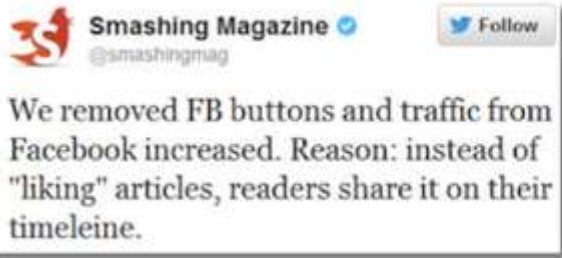 Smashing Magazine
Follow
@smashingmag
We removed FB buttons and traffic from
Facebook increased. Reason: instead of
"liking" articles, readers share it on their
timeleine.